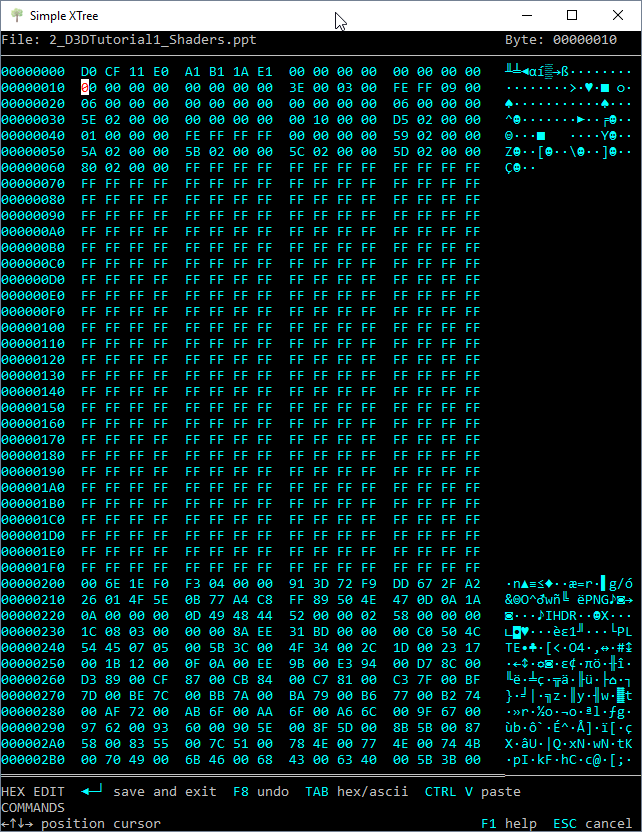 Simple XTree
File: 2_D3DTutorial1_Shaders.ppt Byte: 00000010
00000000 D0 CF 11 E0 A1 B1 1A E1 00 00 00 00 00 00 00 00 ╨╧◄αí▒→ß········
00000010 00 00 00 00 00 00 00 00 3E 00 03 00 FE FF 09 00 ········>·♥·■ ○·
00000020 06 00 00 00 00 00 00 00 00 00 00 00 06 00 00 00 ♠···········♠···
00000030 5E 02 00 00 00 00 00 00 00 10 00 00 D5 02 00 00 ^☻·······►··╒☻··
00000040 01 00 00 00 FE FF FF FF 00 00 00 00 59 02 00 00 ☺···■   ····Y☻··
00000050 5A 02 00 00 5B 02 00 00 5C 02 00 00 5D 02 00 00 Z☻··[☻··\☻··]☻··
00000060 80 02 00 00 FF FF FF FF FF FF FF FF FF FF FF FF Ç☻··
00000070 FF FF FF FF FF FF FF FF FF FF FF FF FF FF FF FF
00000080 FF FF FF FF FF FF FF FF FF FF FF FF FF FF FF FF
00000090 FF FF FF FF FF FF FF FF FF FF FF FF FF FF FF FF
000000A0 FF FF FF FF FF FF FF FF FF FF FF FF FF FF FF FF
000000B0 FF FF FF FF FF FF FF FF FF FF FF FF FF FF FF FF
000000C0 FF FF FF FF FF FF FF FF FF FF FF FF FF FF FF FF
000000D0 FF FF FF FF FF FF FF FF FF FF FF FF FF FF FF FF
000000E0 FF FF FF FF FF FF FF FF FF FF FF FF FF FF FF FF
000000F0 FF FF FF FF FF FF FF FF FF FF FF FF FF FF FF FF
00000100 FF FF FF FF FF FF FF FF FF FF FF FF FF FF FF FF
00000110 FF FF FF FF FF FF FF FF FF FF FF FF FF FF FF FF
00000120 FF FF FF FF FF FF FF FF FF FF FF FF FF FF FF FF
00000130 FF FF FF FF FF FF FF FF FF FF FF FF FF FF FF FF
00000140 FF FF FF FF FF FF FF FF FF FF FF FF FF FF FF FF
00000150 FF FF FF FF FF FF FF FF FF FF FF FF FF FF FF FF
00000160 FF FF FF FF FF FF FF FF FF FF FF FF FF FF FF FF
00000170 FF FF FF FF FF FF FF FF FF FF FF FF FF FF FF FF
00000180 FF FF FF FF FF FF FF FF FF FF FF FF FF FF FF FF
00000190 FF FF FF FF FF FF FF FF FF FF FF FF FF FF FF FF
000001A0 FF FF FF FF FF FF FF FF FF FF FF FF FF FF FF FF
000001B0 FF FF FF FF FF FF FF FF FF FF FF FF FF FF FF FF
000001C0 FF FF FF FF FF FF FF FF FF FF FF FF FF FF FF FF
000001D0 FF FF FF FF FF FF FF FF FF FF FF FF FF FF FF FF
000001E0 FF FF FF FF FF FF FF FF FF FF FF FF FF FF FF FF
000001F0 FF FF FF FF FF FF FF FF FF FF FF FF FF FF FF FF
00000200 00 6E 1E F0 F3 04 00 00 91 3D 72 F9 DD 67 2F A2 ·n▲≡≤♦··æ=r·▌g/ó
00000210 26 01 4F 5E 0B 77 A4 C8 FF 89 50 4E 47 0D 0A 1A &☺O^♂wñ╚ ëPNG♪◙→
00000220 0A 00 00 00 0D 49 48 44 52 00 00 02 58 00 00 00 ◙···♪IHDR··☻X···
00000230 1C 08 03 00 00 00 8A EE 31 BD 00 00 00 C0 50 4C ∟◘♥···èε1╜···└PL
00000240 54 45 07 05 00 5B 3C 00 4F 34 00 2C 1D 00 23 17 TE•♣·[<·O4·,↔·#↨
00000250 00 1B 12 00 0F 0A 00 EE 9B 00 E3 94 00 D7 8C 00 ·←↕·☼◙·ε¢·πö·╫î·
00000260 D3 89 00 CF 87 00 CB 84 00 C7 81 00 C3 7F 00 BF ╙ë·╧ç·╦ä·╟ü·├⌂·┐
00000270 7D 00 BE 7C 00 BB 7A 00 BA 79 00 B6 77 00 B2 74 }·╛|·╗z·║y·╢w·▓t
00000280 00 AF 72 00 AB 6F 00 AA 6F 00 A6 6C 00 9F 67 00 ·»r·½o·¬o·ªl·ƒg·
00000290 97 62 00 93 60 00 90 5E 00 8F 5D 00 8B 5B 00 87 ùb·ô`·É^·Å]·ï[·ç
000002A0 58 00 83 55 00 7C 51 00 78 4E 00 77 4E 00 74 4B X·âU·|Q·xN·wN·tK
000002B0 00 70 49 00 6B 46 00 68 43 00 63 40 00 5B 3B 00 ·pI·kF·hC·c@·[;·
HEX EDIT ◄─┘ save and exit F8 undo TAB hex/ascii CTRL V paste
COMMANDS
←↑↓→ position cursor F1 help ESC cancel